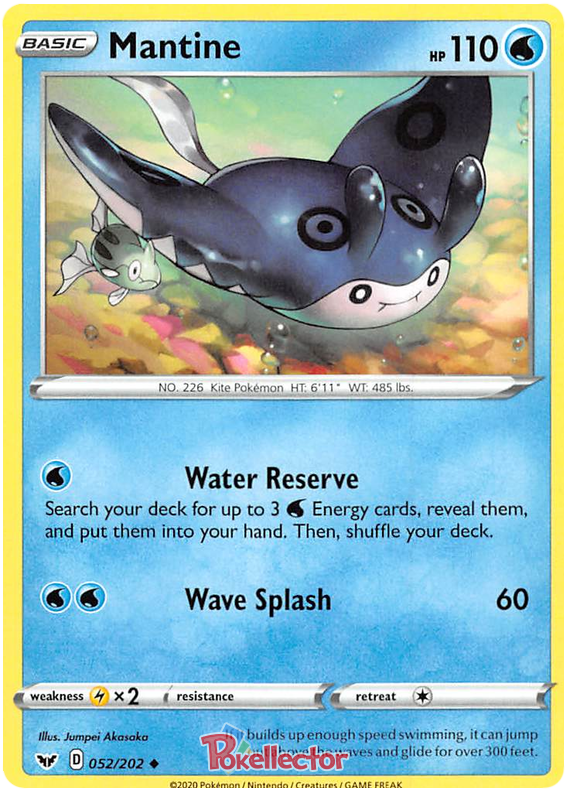 BASIC Mantine HP 110
NO. 226 Kite Pokémon HT: 6'11" WT: 485 lbs.
Water Reserve
Search your deck for up to 3 Energy cards, reveal them,
and put them into your hand. Then, shuffle your deck.
Wave Splash 60
weakness ×2 resistance retreat
Illus. Jumpei Akasaka
builds up enough speed swimming, it can jump
waves and glide for over 300 feet.
D 052/202
Pokellector
©2020 Pokémon / Nintendo / Creatures / GAME FREAK